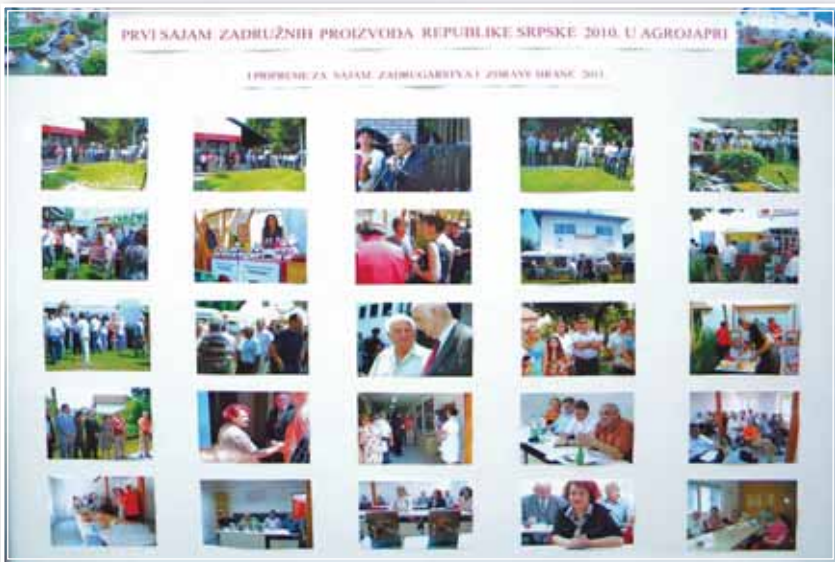 PRVI SAJAM ZADRUŽNIH PROIZVODA REPUBLIKE SRPSKE 2010. U AGROJAPRI
I PRIPREME ZA SAJAM ZADRUGARSTVA I ZDRAVE HRANE 2011.